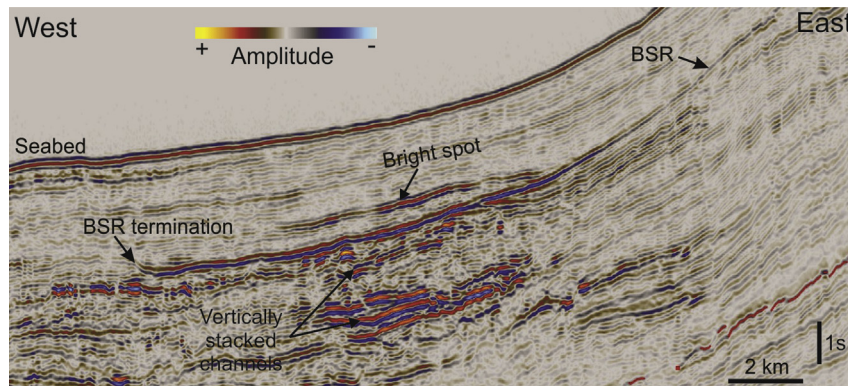 West
East
+
-
Amplitude
BSR
Seabed
Bright spot
BSR termination
Vertically
stacked
channels
1s
2 km